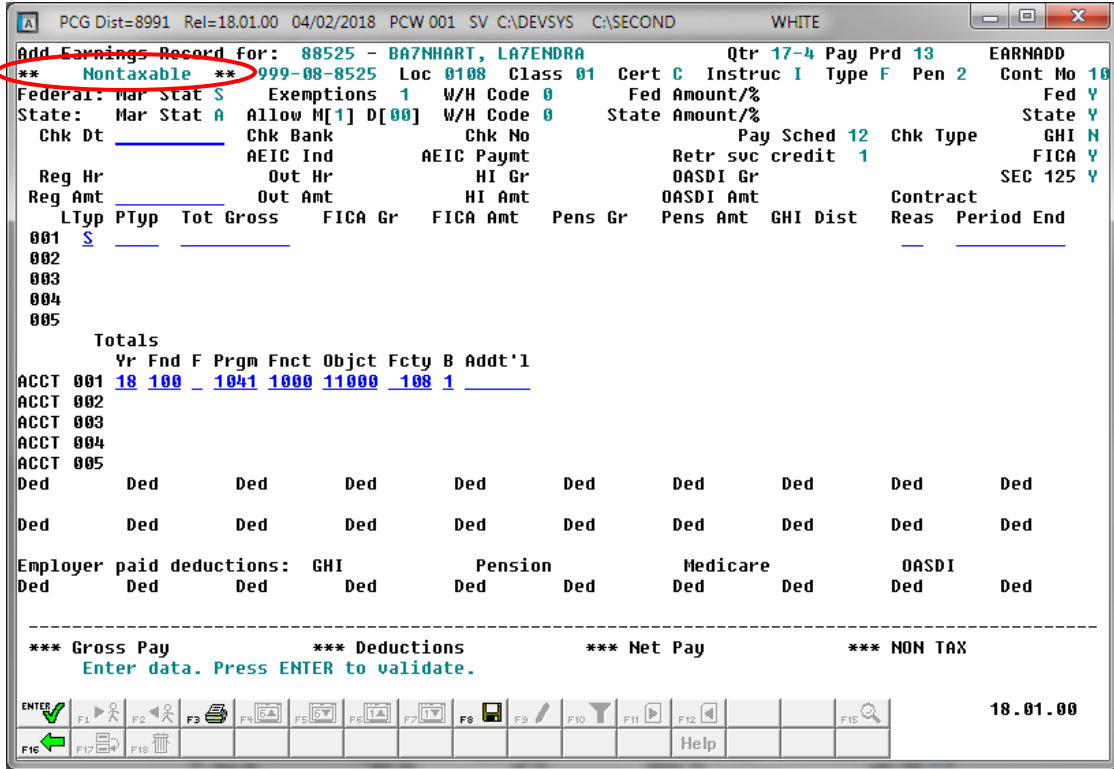 PCG Dist=8991 Rel=18.01.00 04/02/2018 PCW 001 SV C:\DEVSYS C:\SECOND WHITE
Add Earnings Record for: 88525 - BA7NHART, LA7ENDRA Qtr 17-4 Pay Prd 13 EARNADD
** Nontaxable ** 999-08-8525 Loc 0108 Class 01 Cert C Instruc I Type F Pen 2 Cont Mo 10
Federal: Mar Stat S Exemptions 1 W/H Code 0 Fed Amount/% Fed Y
State: Mar Stat A Allow M[1] D[00] W/H Code 0 State Amount/% State Y
Chk Dt Chk Bank Chk No Pay Sched 12 Chk Type GHI N
AEIC Ind AEIC Paymt Retr svc credit 1 FICA Y
Reg Hr Ovt Hr HI Gr OASDI Gr SEC 125 Y
Reg Amt Ovt Amt HI Amt OASDI Amt Contract
LTyp PTyp Tot Gross FICA Gr FICA Amt Pens Gr Pens Amt GHI Dist Reas Period End
001 S
002
003
004
005
Totals
Yr Fnd F Prgm Fnct Objct Fcty B Addt'l
ACCT 001 18 100 _ 1041 1000 11000 108 1
ACCT 002
ACCT 003
ACCT 004
ACCT 005
Ded Ded Ded Ded Ded Ded Ded Ded Ded Ded
Ded Ded Ded Ded Ded Ded Ded Ded Ded Ded
Employer paid deductions: GHI Pension Medicare OASDI
Ded Ded Ded Ded Ded Ded Ded Ded Ded Ded
*** Gross Pay *** Deductions *** Net Pay *** NON TAX
Enter data. Press ENTER to validate.
ENTER F1 F2 F3 F4 F5 F6 F7 F8 F9 F10 F11 F12 F15 18.01.00
F16 F17 F18 Help